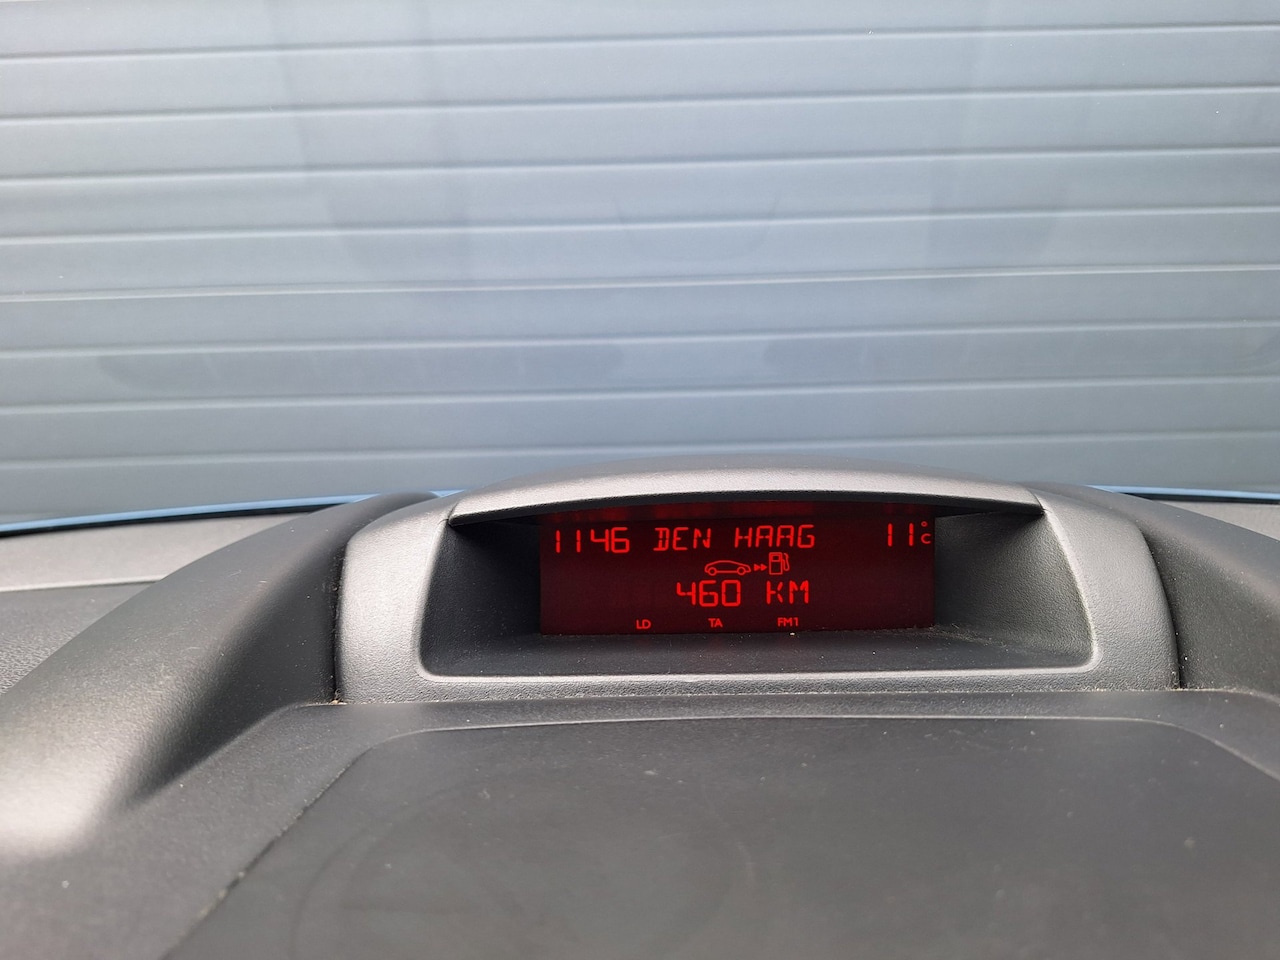 1146 DEN HAAG 11°C
460 KM
LD TA FM1